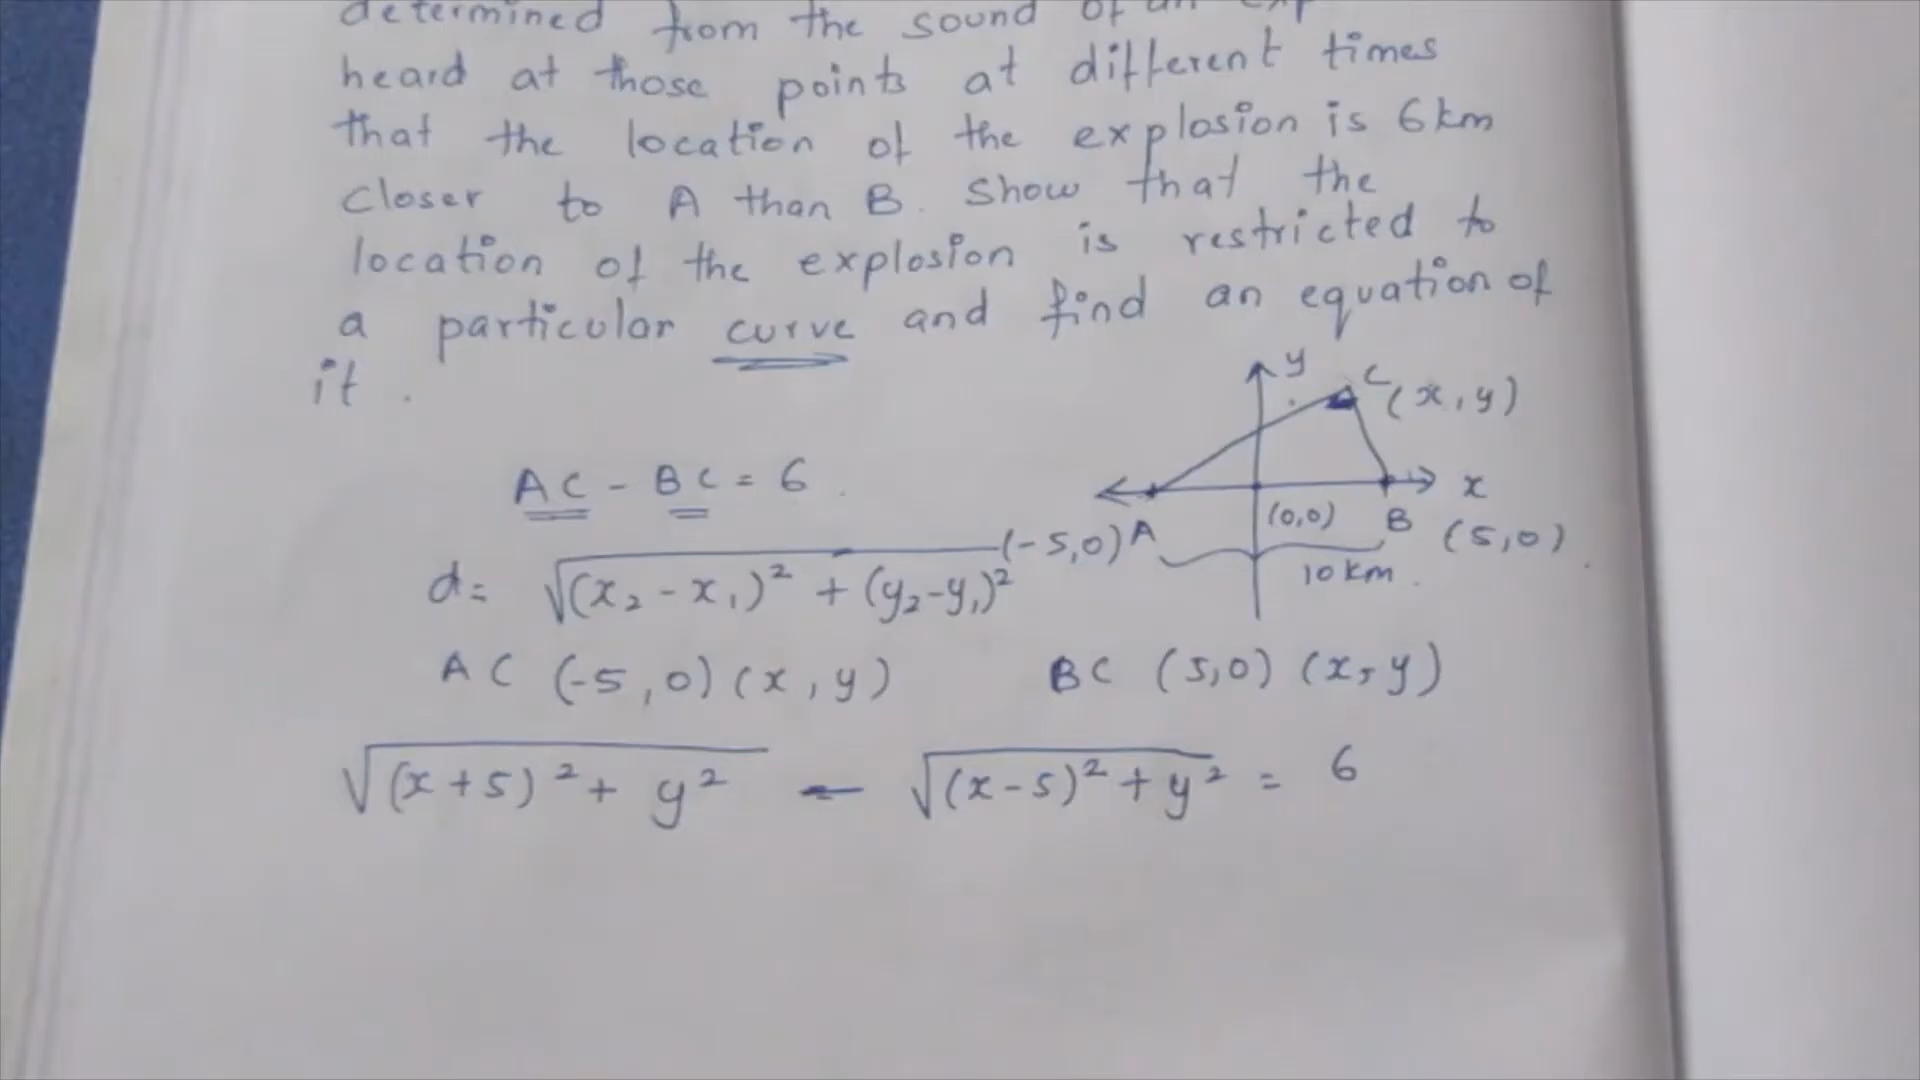 determined from the sound of an exp
heard at those points at different times
that the location of the explosion is 6km
closer to A than B. Show that the
location of the explosion is restricted to
a particular curve and find an equation of
it.
y
C (x, y)
AC - BC = 6
x
(0,0) B (5,0)
(-5,0) A
10 km
d = √(x₂ - x₁)² + (y₂-y₁)²
AC (-5,0) (x, y)
BC (5,0) (x, y)
√(x+5)² + y² - √(x-5)² + y² = 6